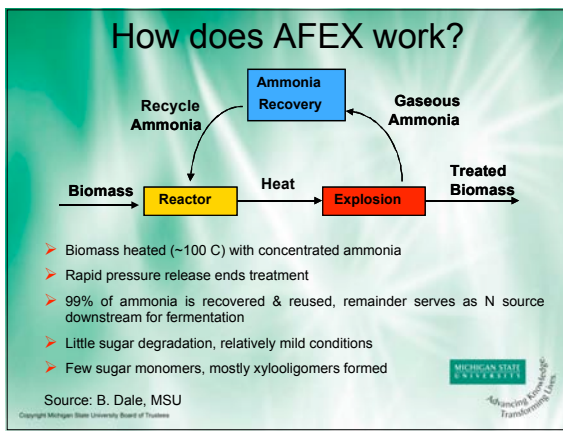 How does AFEX work?
Ammonia
Recovery
Recycle
Ammonia
Gaseous
Ammonia
Biomass
Reactor
Heat
Explosion
Treated
Biomass
Biomass heated (~100 C) with concentrated ammonia
Rapid pressure release ends treatment
99% of ammonia is recovered & reused, remainder serves as N source
downstream for fermentation
Little sugar degradation, relatively mild conditions
Few sugar monomers, mostly xylooligomers formed
MICHIGAN STATE
UNIVERSITY
Advancing Knowledge.
Transforming Lives.
Source: B. Dale, MSU
Copyright Michigan State University Board of Trustees